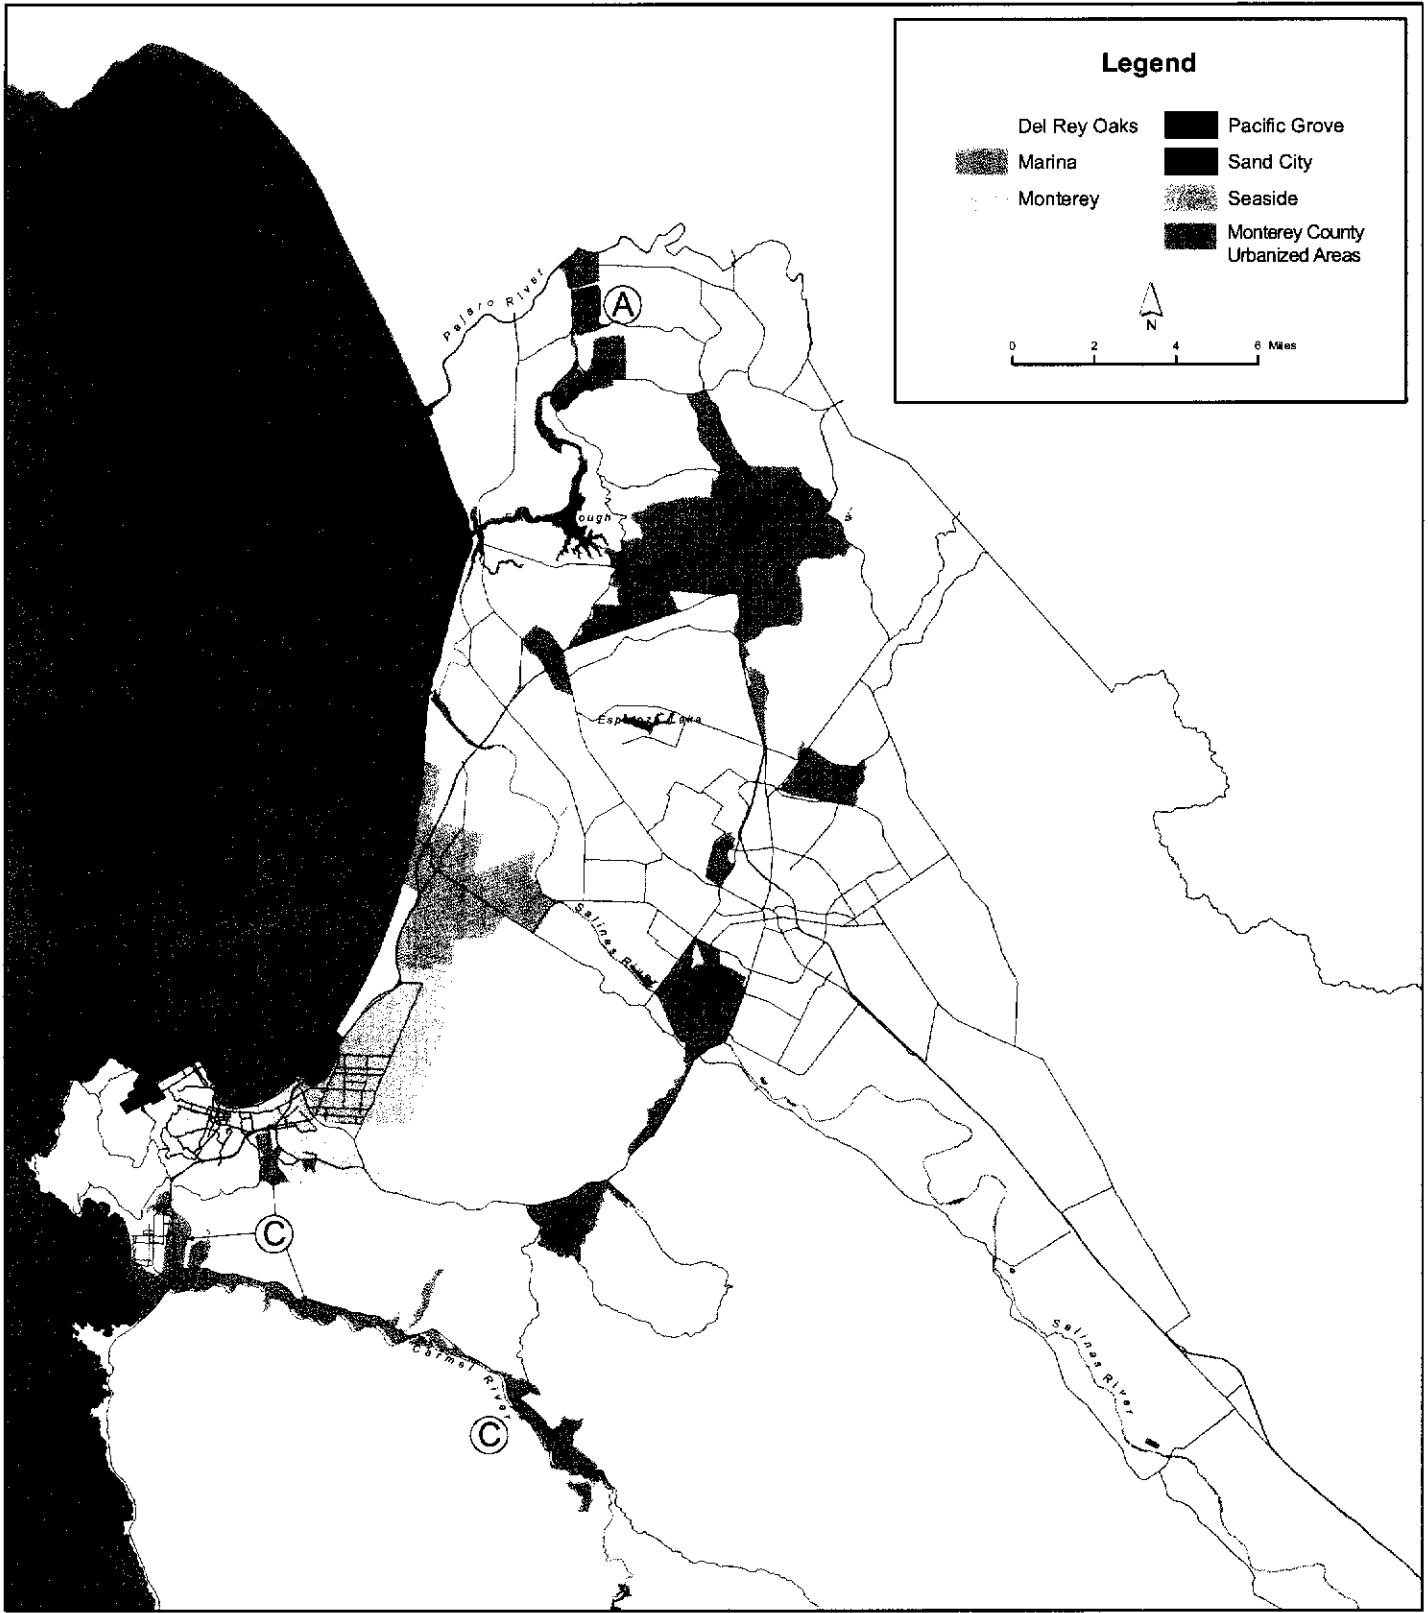 Legend
Del Rey Oaks
Marina
Monterey
Pacific Grove
Sand City
Seaside
Monterey County
Urbanized Areas
N
0 2 4 6 Miles
Pajaro River
A
ough
Lake
Salinas River
C
Carmel River
C
Salinas River